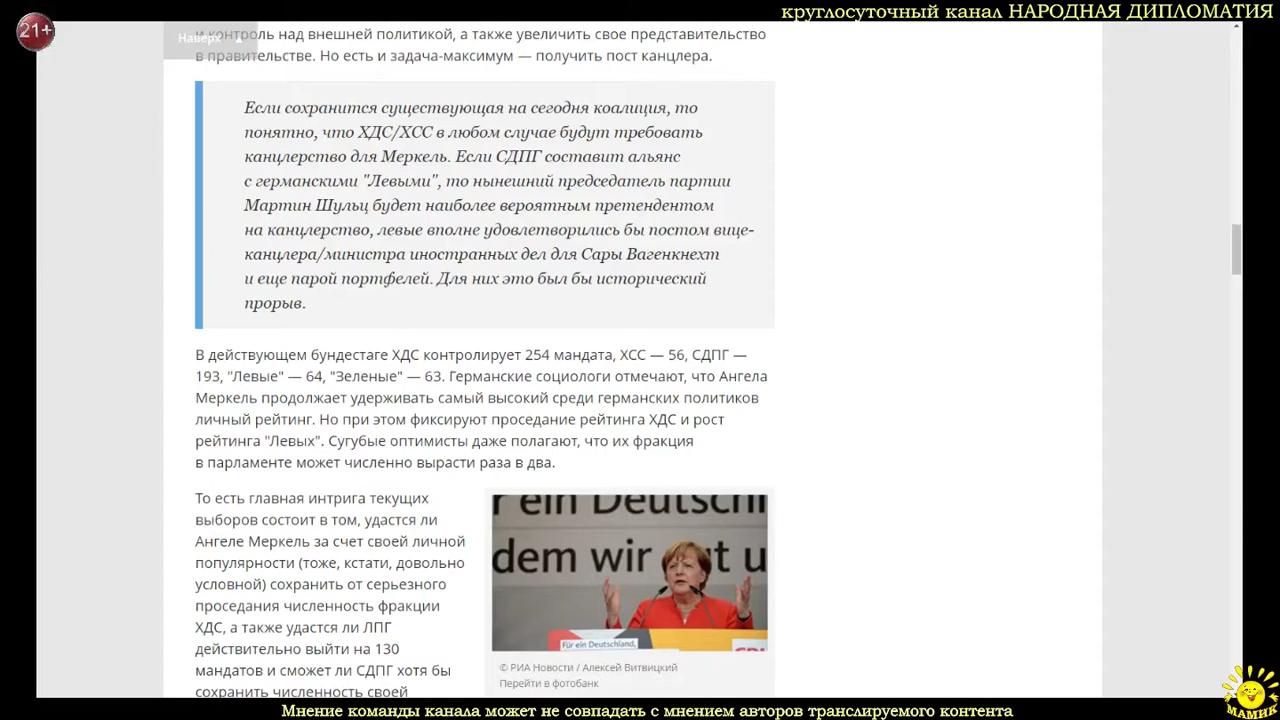 круглосуточный канал НАРОДНАЯ ДИПЛОМАТИЯ
21+
Наверх
и контроль над внешней политикой, а также увеличить свое представительство
в правительстве. Но есть и задача-максимум — получить пост канцлера.
Если сохранится существующая на сегодня коалиция, то
понятно, что ХДС/ХСС в любом случае будут требовать
канцлерство для Меркель. Если СДПГ составит альянс
с германскими "Левыми", то нынешний председатель партии
Мартин Шульц будет наиболее вероятным претендентом
на канцлерство, левые вполне удовлетворились бы постом вице-
канцлера/министра иностранных дел для Сары Вагенкнехт
и еще парой портфелей. Для них это был бы исторический
прорыв.
В действующем бундестаге ХДС контролирует 254 мандата, ХСС — 56, СДПГ —
193, "Левые" — 64, "Зеленые" — 63. Германские социологи отмечают, что Ангела
Меркель продолжает удерживать самый высокий среди германских политиков
личный рейтинг. Но при этом фиксируют проседание рейтинга ХДС и рост
рейтинга "Левых". Сугубые оптимисты даже полагают, что их фракция
в парламенте может численно вырасти раза в два.
То есть главная интрига текущих
выборов состоит в том, удастся ли
Ангеле Меркель за счет своей личной
популярности (тоже, кстати, довольно
условной) сохранить от серьезного
проседания численность фракции
ХДС, а также удастся ли ЛПГ
действительно выйти на 130
мандатов и сможет ли СДПГ хотя бы
сохранить численность своей
r ein Deutschl
dem wir g t u
Für ein Deutschland,
CDU
© РИА Новости / Алексей Витвицкий
Перейти в фотобанк
МАМИК
Мнение команды канала может не совпадать с мнением авторов транслируемого контента